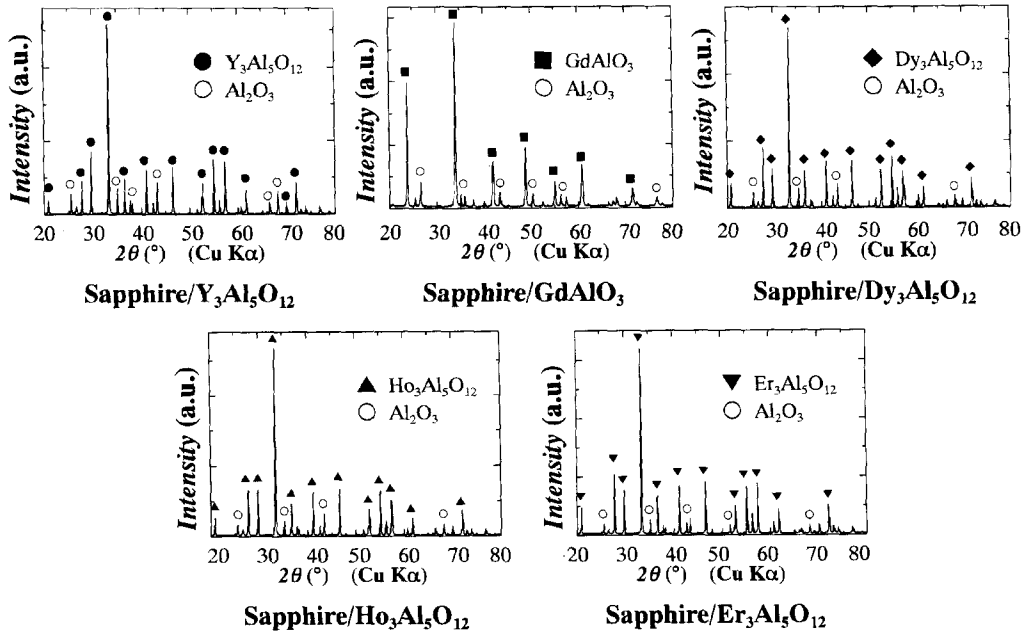 Intensity (a.u.)
● Y₃Al₅O₁₂
○ Al₂O₃
20 30 40 50 60 70 80
2θ (°) (Cu Kα)
Sapphire/Y₃Al₅O₁₂
Intensity (a.u.)
■ GdAlO₃
○ Al₂O₃
20 30 40 50 60 70 80
2θ (°) (Cu Kα)
Sapphire/GdAlO₃
Intensity (a.u.)
◆ Dy₃Al₅O₁₂
○ Al₂O₃
20 30 40 50 60 70 80
2θ (°) (Cu Kα)
Sapphire/Dy₃Al₅O₁₂
Intensity (a.u.)
▲ Ho₃Al₅O₁₂
○ Al₂O₃
20 30 40 50 60 70 80
2θ (°) (Cu Kα)
Sapphire/Ho₃Al₅O₁₂
Intensity (a.u.)
▼ Er₃Al₅O₁₂
○ Al₂O₃
20 30 40 50 60 70 80
2θ (°) (Cu Kα)
Sapphire/Er₃Al₅O₁₂